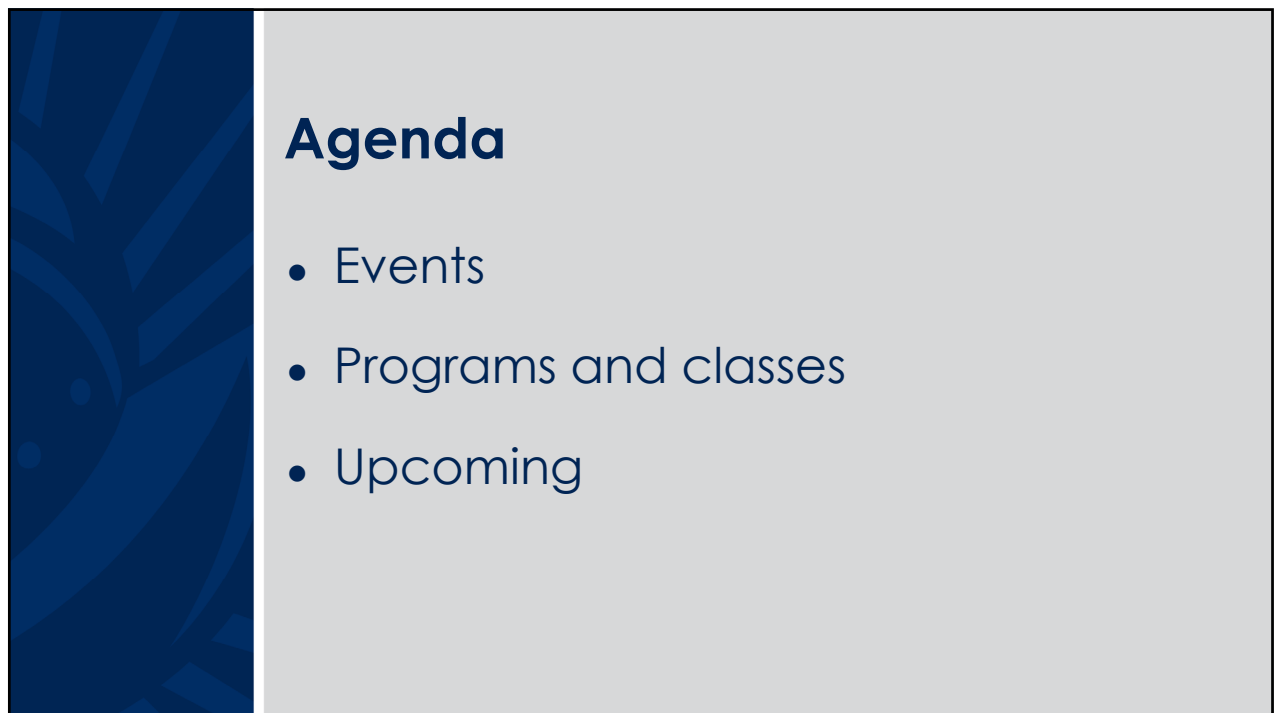 Agenda
• Events
• Programs and classes
• Upcoming